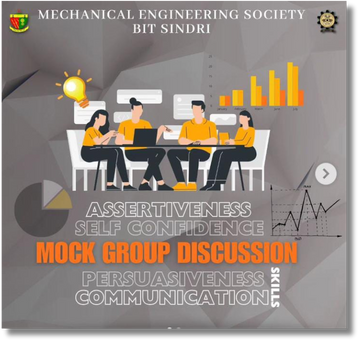 MECHANICAL ENGINEERING SOCIETY
BIT SINDRI
ASSERTIVENESS
SELF CONFIDENCE
MOCK GROUP DISCUSSION
PERSUASIVENESS
COMMUNICATION
SKILLS